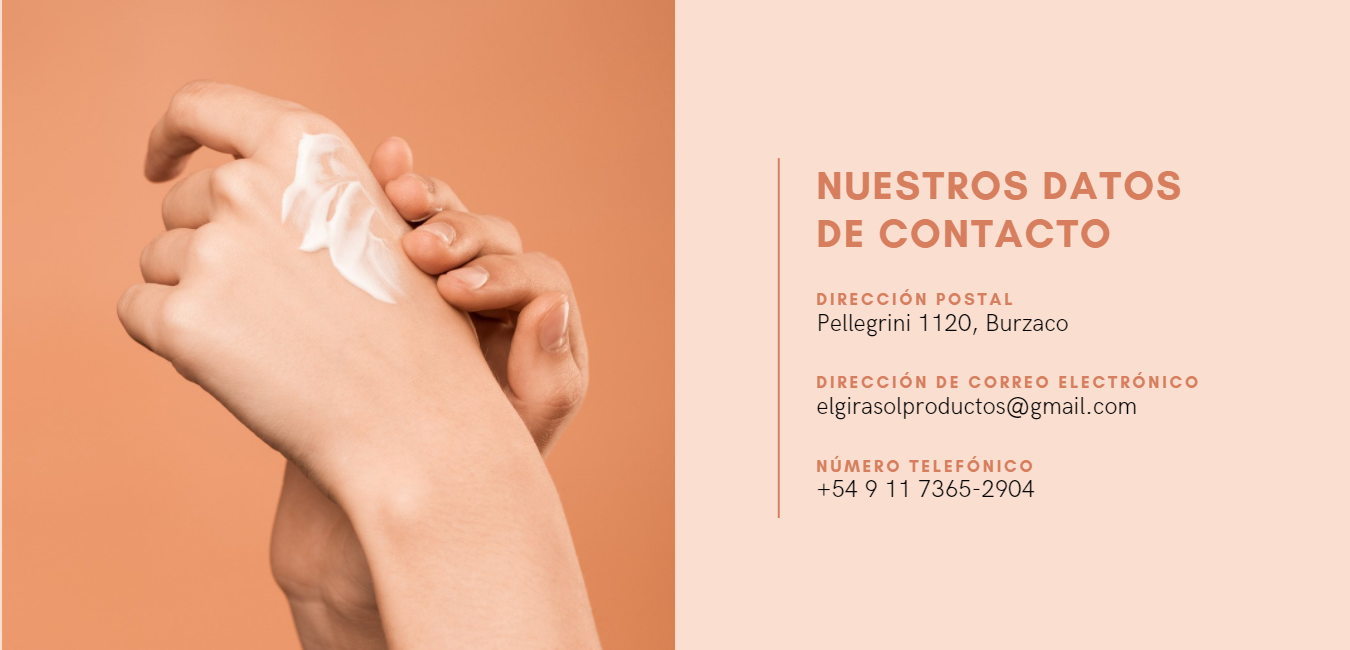 NUESTROS DATOS
DE CONTACTO
DIRECCIÓN POSTAL
Pellegrini 1120, Burzaco
DIRECCIÓN DE CORREO ELECTRÓNICO
elgirasolproductos@gmail.com
NÚMERO TELEFÓNICO
+54 9 11 7365-2904